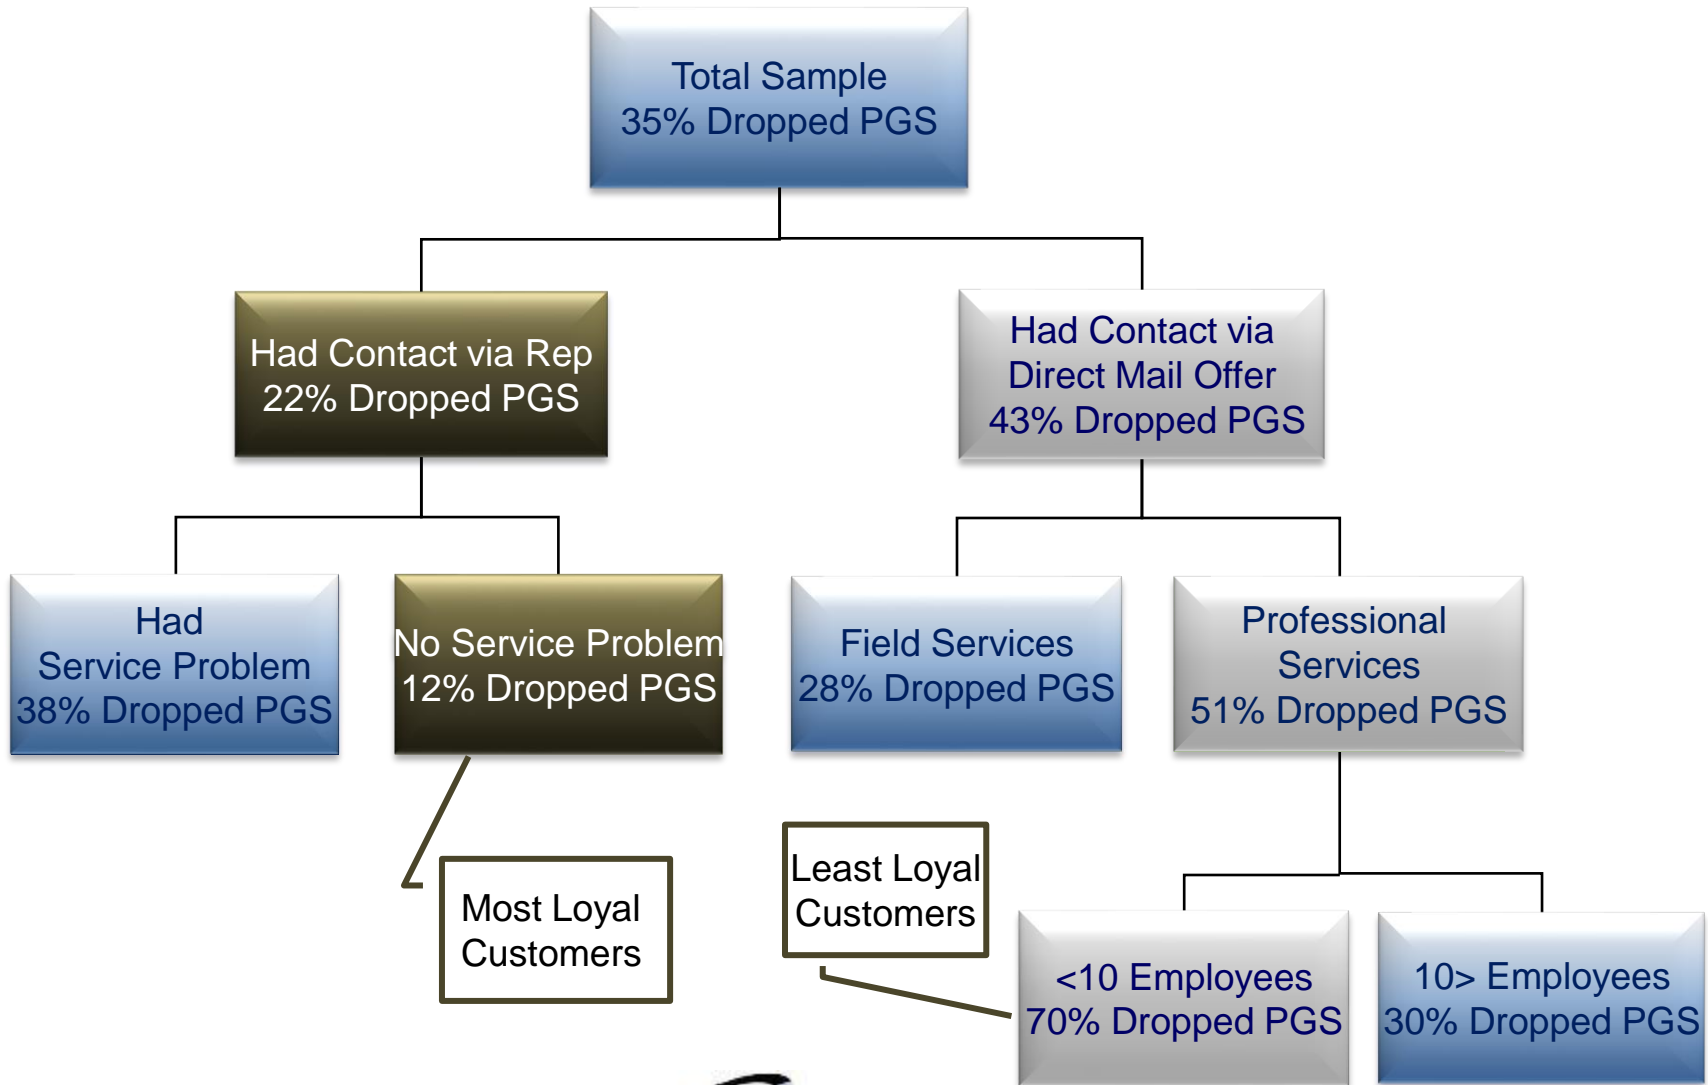 Total Sample
35% Dropped PGS
Had Contact via Rep
22% Dropped PGS
Had Contact via
Direct Mail Offer
43% Dropped PGS
Had
Service Problem
38% Dropped PGS
No Service Problem
12% Dropped PGS
Field Services
28% Dropped PGS
Professional
Services
51% Dropped PGS
Most Loyal
Customers
Least Loyal
Customers
<10 Employees
70% Dropped PGS
10> Employees
30% Dropped PGS